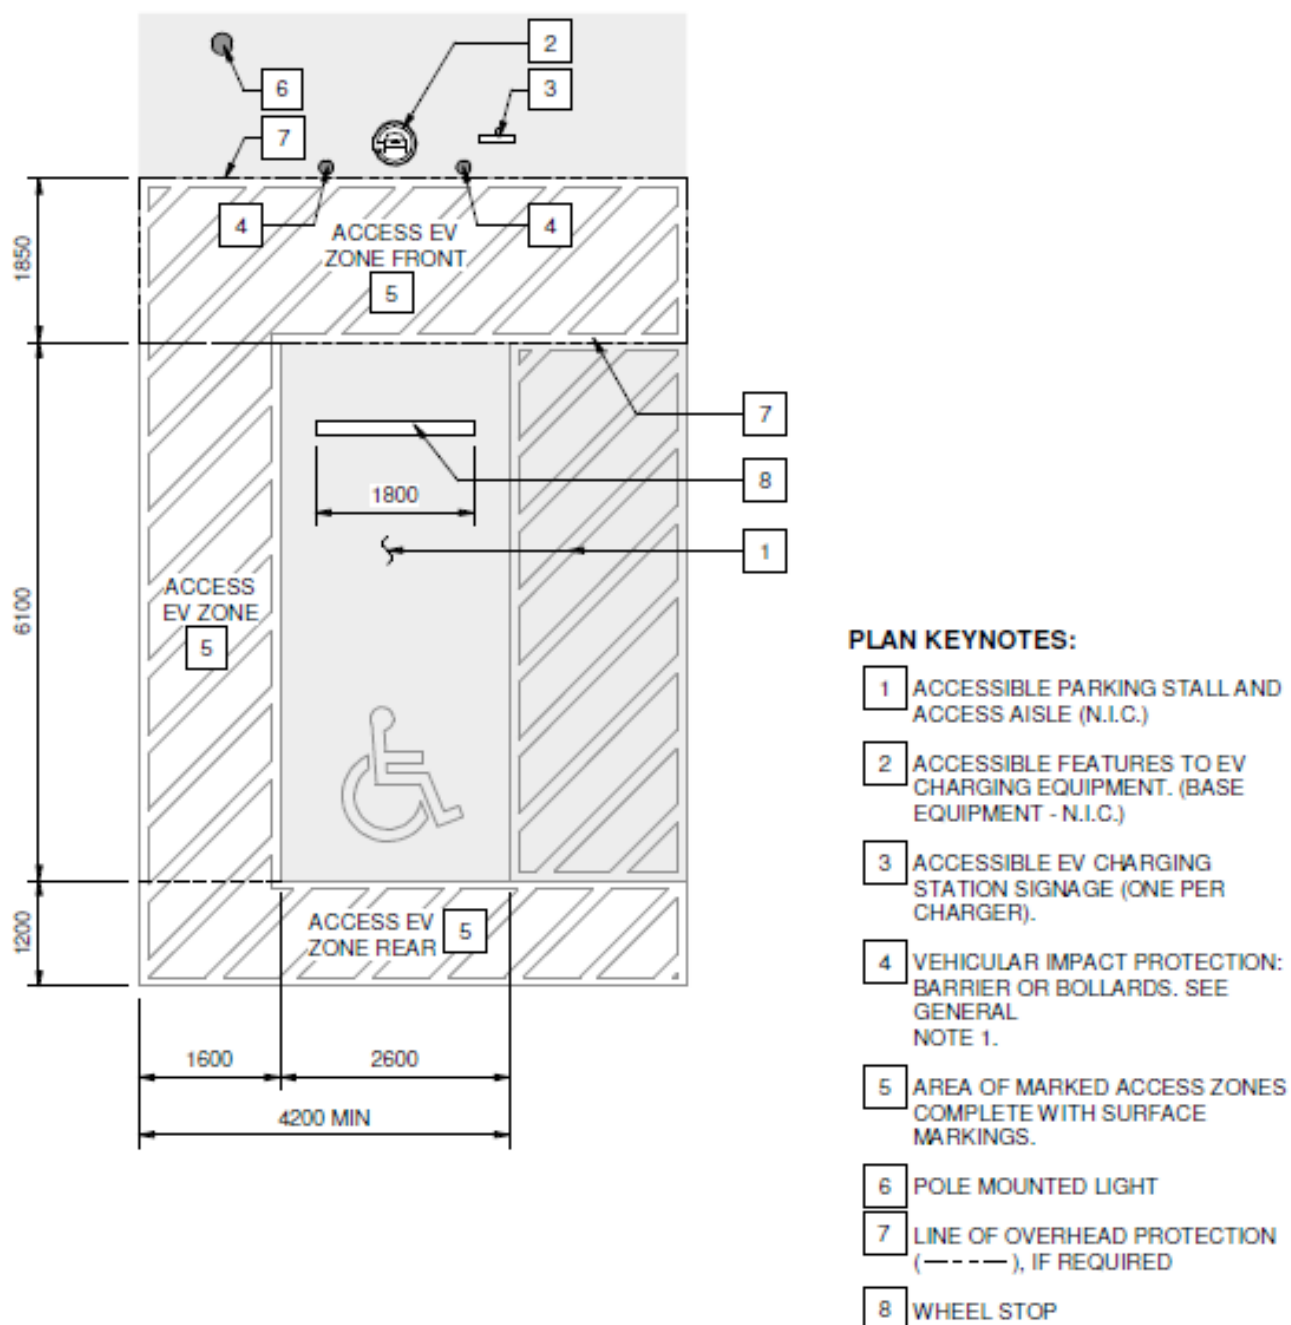 2
3
6
7
4
4
ACCESS EV
ZONE FRONT
5
1850
7
8
1800
1
6100
ACCESS
EV ZONE
5
ACCESS EV
ZONE REAR
5
1200
1600
2600
4200 MIN
PLAN KEYNOTES:
1 ACCESSIBLE PARKING STALL AND
ACCESS AISLE (N.I.C.)
2 ACCESSIBLE FEATURES TO EV
CHARGING EQUIPMENT. (BASE
EQUIPMENT - N.I.C.)
3 ACCESSIBLE EV CHARGING
STATION SIGNAGE (ONE PER
CHARGER).
4 VEHICULAR IMPACT PROTECTION:
BARRIER OR BOLLARDS. SEE
GENERAL
NOTE 1.
5 AREA OF MARKED ACCESS ZONES
COMPLETE WITH SURFACE
MARKINGS.
6 POLE MOUNTED LIGHT
7 LINE OF OVERHEAD PROTECTION
(—---—), IF REQUIRED
8 WHEEL STOP